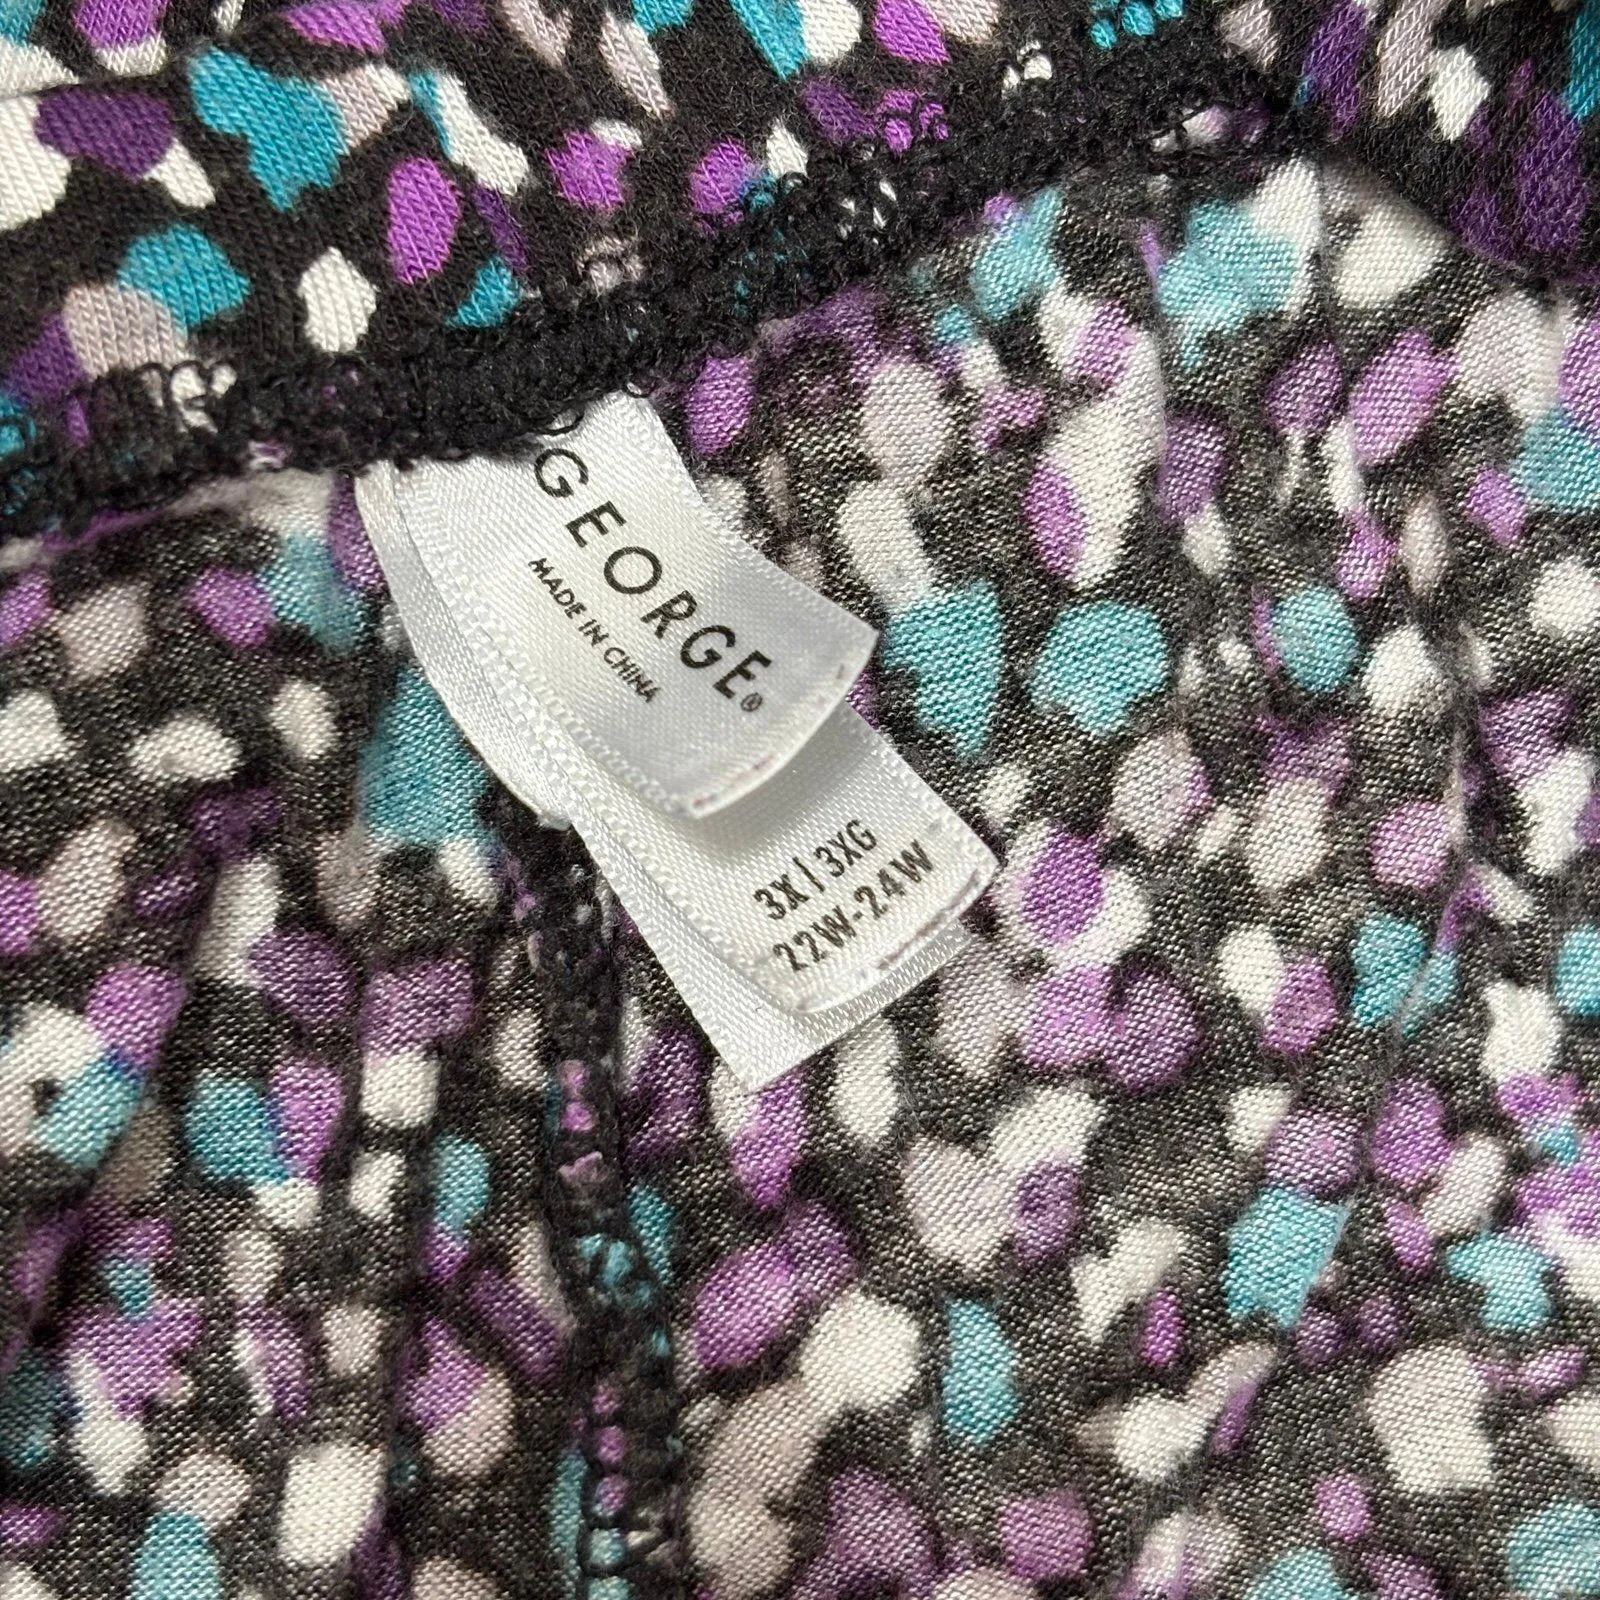 GEORGE®
MADE IN CHINA
3X | 3XG
22W-24W